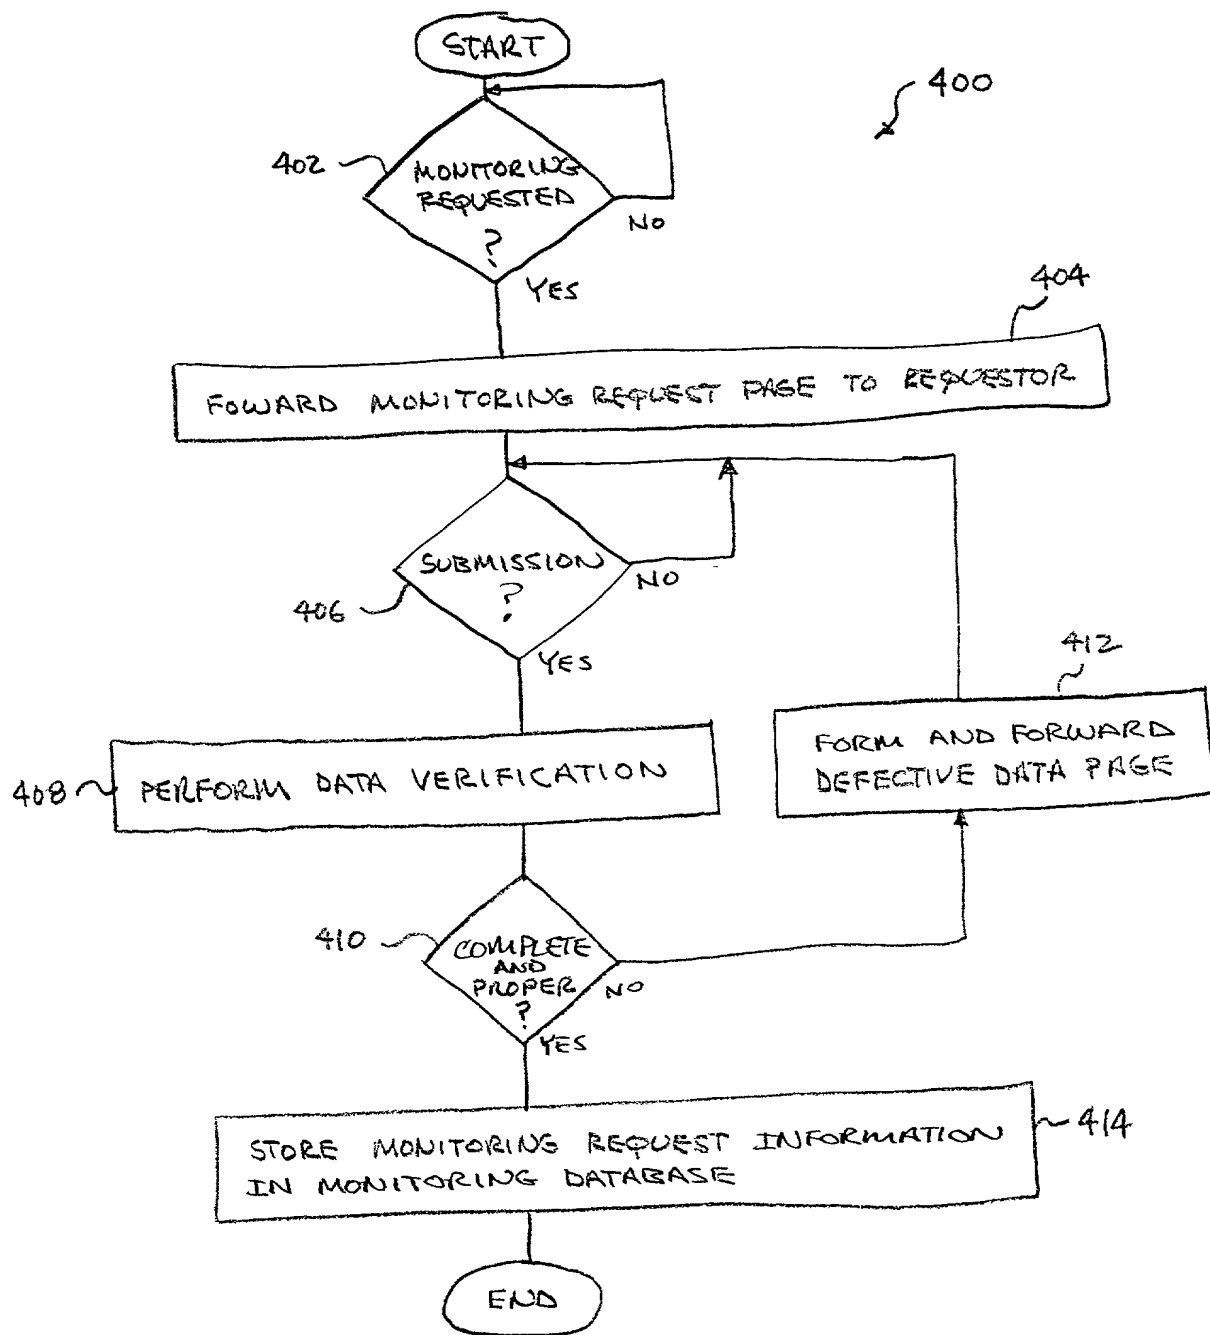 START
400
402
MONITORING
REQUESTED
?
NO
YES
404
FOWARD MONITORING REQUEST PAGE TO REQUESTOR
SUBMISSION
?
NO
406
YES
412
FORM AND FORWARD
DEFECTIVE DATA PAGE
408
PERFORM DATA VERIFICATION
410
COMPLETE
AND
PROPER
?
NO
YES
414
STORE MONITORING REQUEST INFORMATION
IN MONITORING DATABASE
END